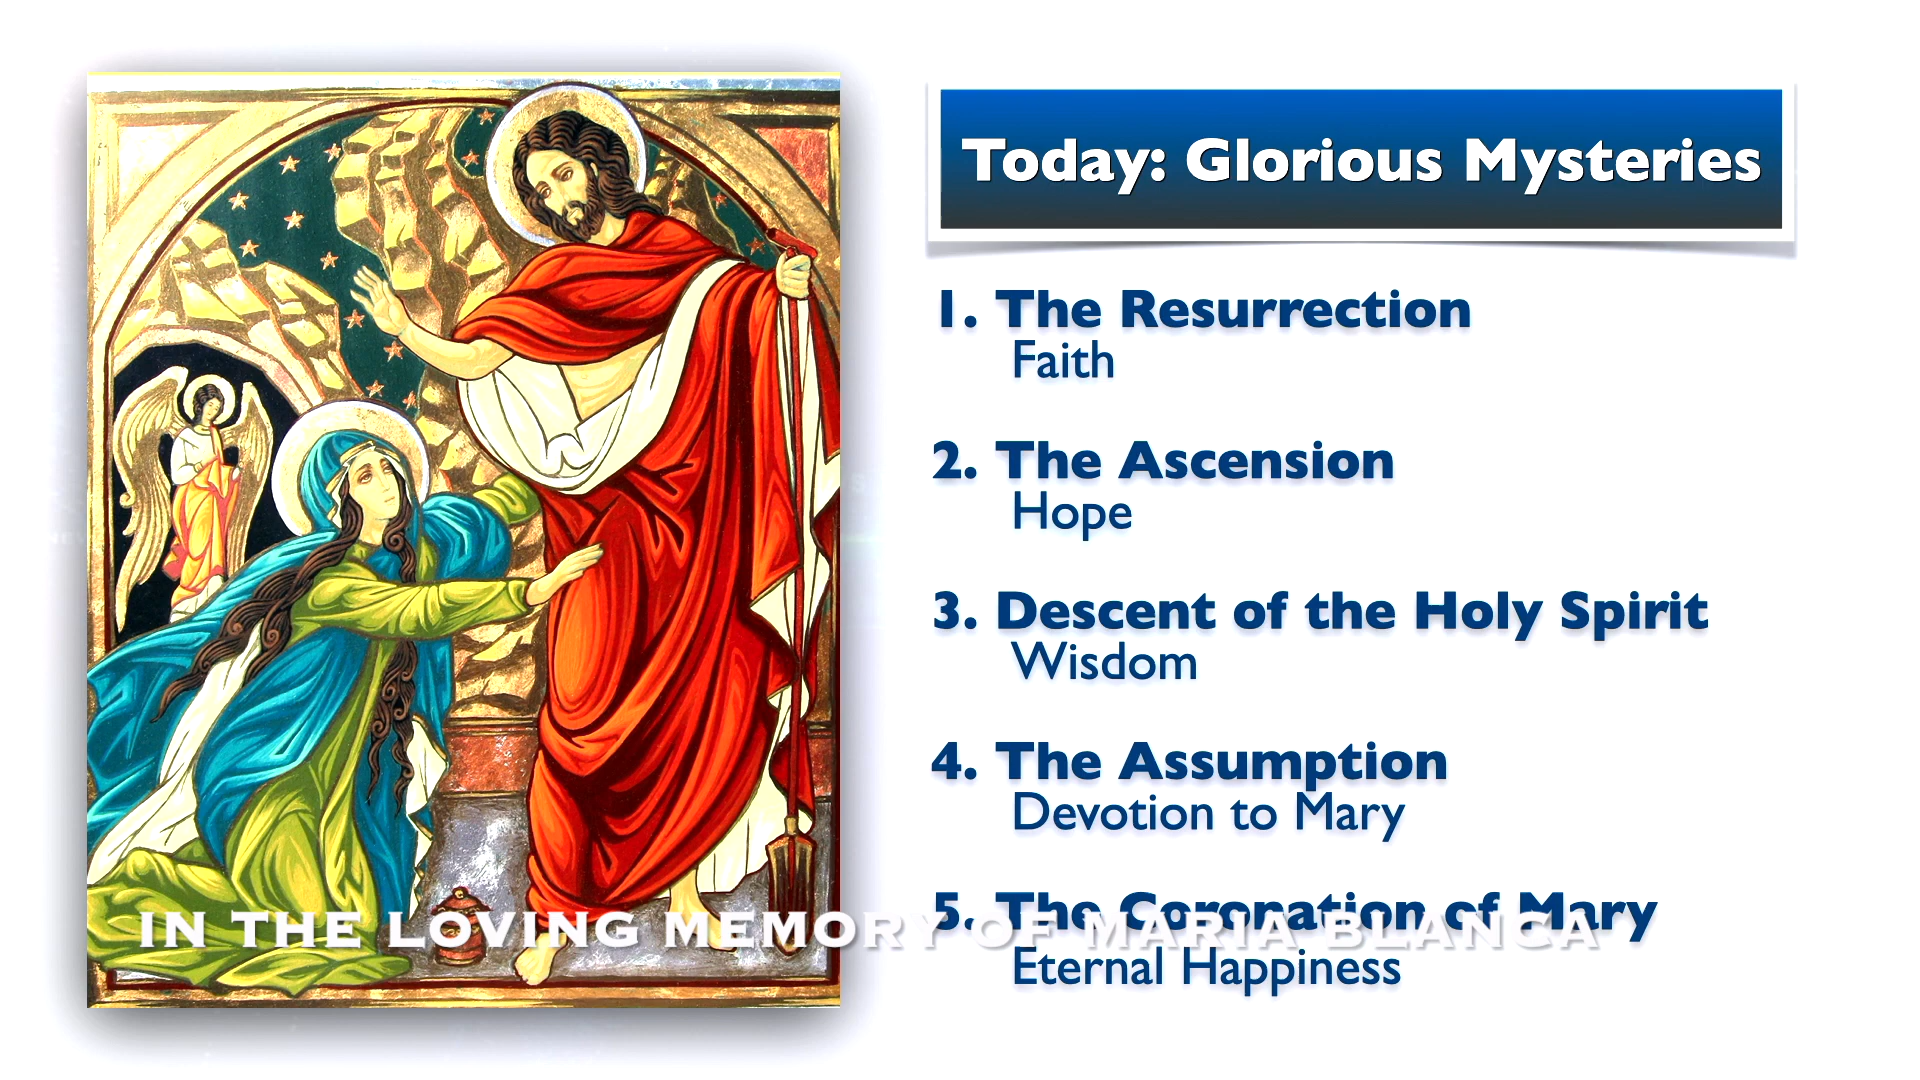 Today: Glorious Mysteries
1. The Resurrection
Faith
2. The Ascension
Hope
3. Descent of the Holy Spirit
Wisdom
4. The Assumption
Devotion to Mary
5. The Coronation of Mary
IN THE LOVING MEMORY OF MARIA BLANCA
Eternal Happiness